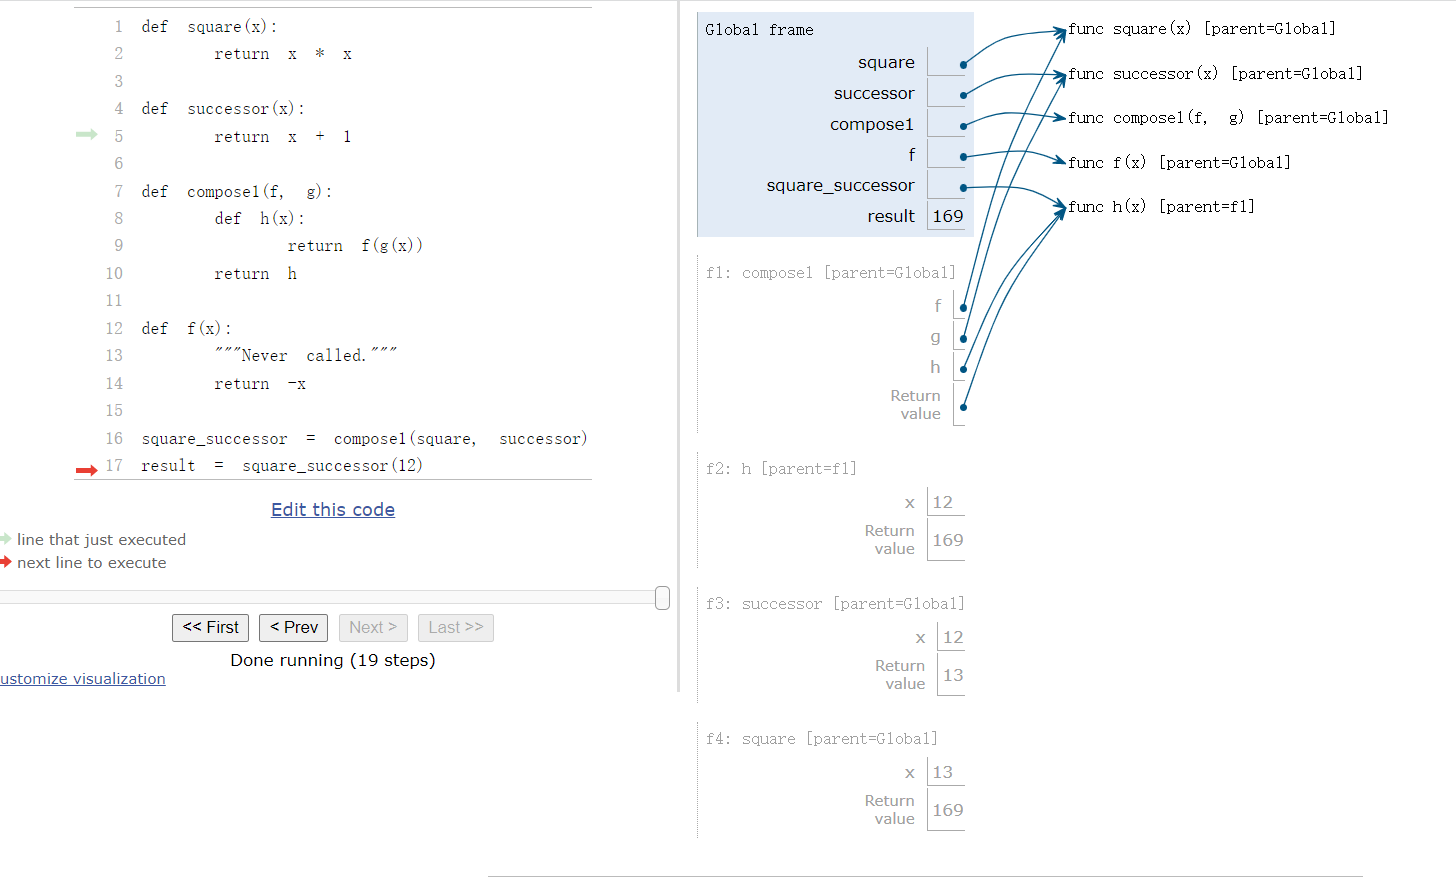 1 def square(x):
2 return x * x
3
4 def successor(x):
5 return x + 1
6
7 def compose1(f, g):
8 def h(x):
9 return f(g(x))
10 return h
11
12 def f(x):
13 """Never called."""
14 return -x
15
16 square_successor = compose1(square, successor)
17 result = square_successor(12)
Edit this code
line that just executed
next line to execute
<< First < Prev Next > Last >>
Done running (19 steps)
ustomize visualization
Global frame
square
successor
compose1
f
square_successor
result 169
func square(x) [parent=Global]
func successor(x) [parent=Global]
func compose1(f, g) [parent=Global]
func f(x) [parent=Global]
func h(x) [parent=f1]
f1: compose1 [parent=Global]
f
g
h
Return
value
f2: h [parent=f1]
x 12
Return
value 169
f3: successor [parent=Global]
x 12
Return
value 13
f4: square [parent=Global]
x 13
Return
value 169